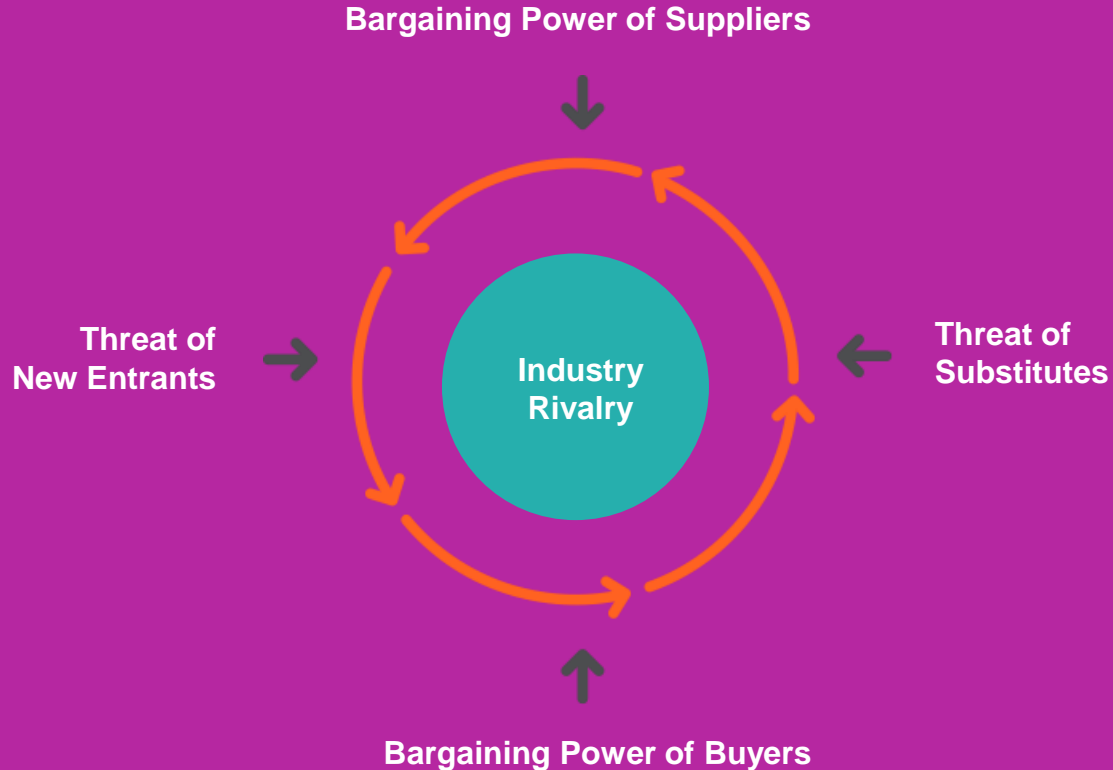 Bargaining Power of Suppliers
Threat of
New Entrants
Industry
Rivalry
Threat of
Substitutes
Bargaining Power of Buyers